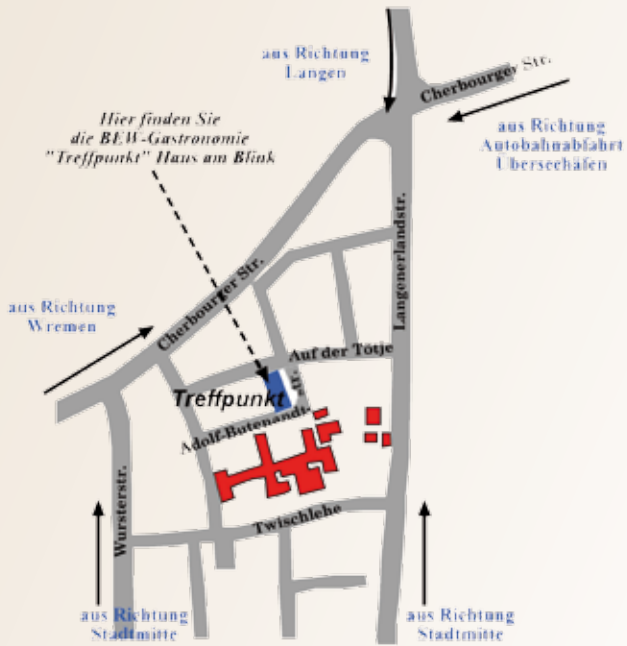 aus Richtung
Langen
Cherbourger Str.
aus Richtung
Autobahnabfahrt
Überseehäfen
Hier finden Sie
die BEW-Gastronomie
"Treffpunkt" Haus am Blink
Langenerlandstr.
Cherbourger Str.
aus Richtung
Wremen
Auf der Tötje
Treffpunkt
Adolf-Butenandt-
str.
Wursterstr.
Twischlehe
aus Richtung
Stadtmitte
aus Richtung
Stadtmitte